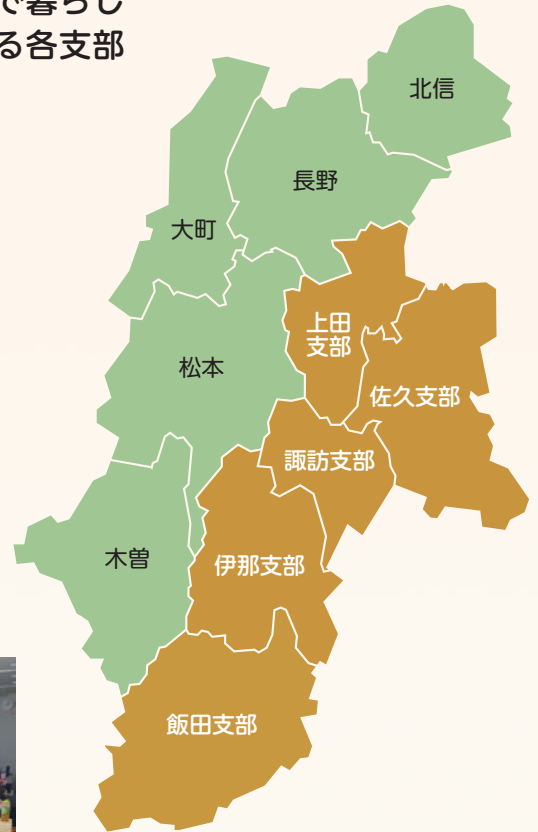 で暮らし
る各支部
北信
長野
大町
上田
支部
松本
佐久支部
諏訪支部
木曽
伊那支部
飯田支部